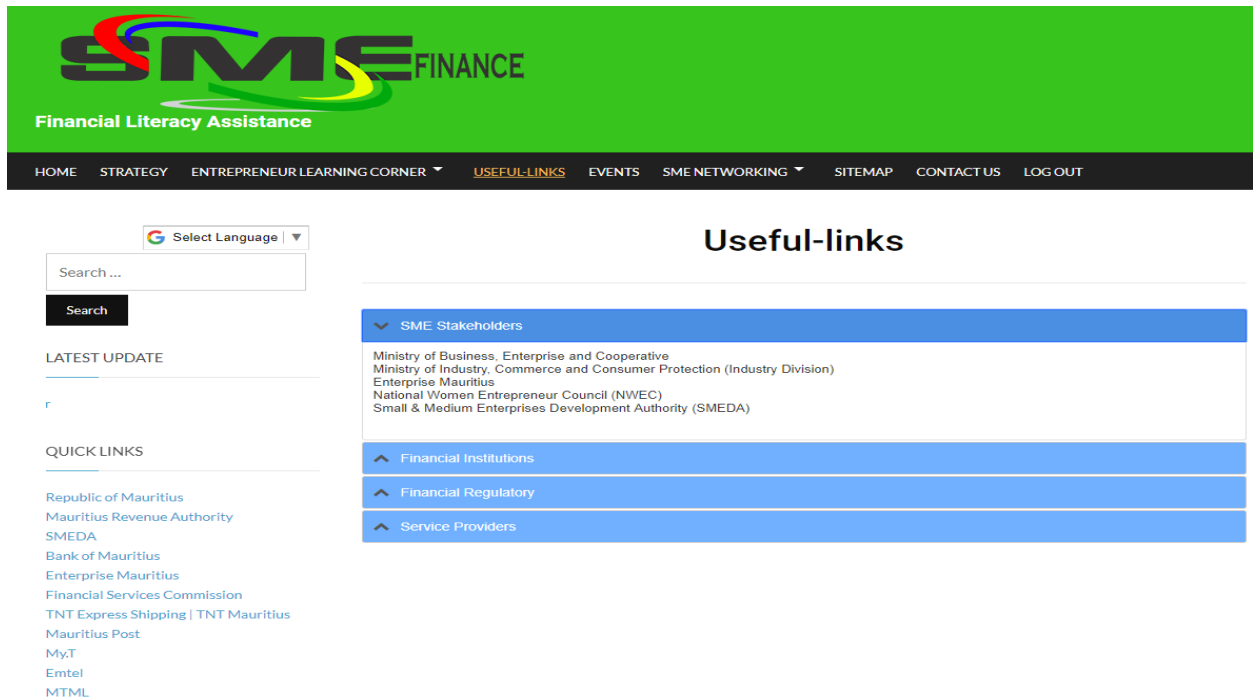 SME FINANCE
Financial Literacy Assistance
HOME STRATEGY ENTREPRENEUR LEARNING CORNER USEFUL-LINKS EVENTS SME NETWORKING SITEMAP CONTACT US LOG OUT
Select Language
Search ...
Search
LATEST UPDATE
r
QUICK LINKS
Republic of Mauritius
Mauritius Revenue Authority
SMEDA
Bank of Mauritius
Enterprise Mauritius
Financial Services Commission
TNT Express Shipping | TNT Mauritius
Mauritius Post
My.T
Emtel
MTML
Useful-links
SME Stakeholders
Ministry of Business, Enterprise and Cooperative
Ministry of Industry, Commerce and Consumer Protection (Industry Division)
Enterprise Mauritius
National Women Entrepreneur Council (NWEC)
Small & Medium Enterprises Development Authority (SMEDA)
Financial Institutions
Financial Regulatory
Service Providers